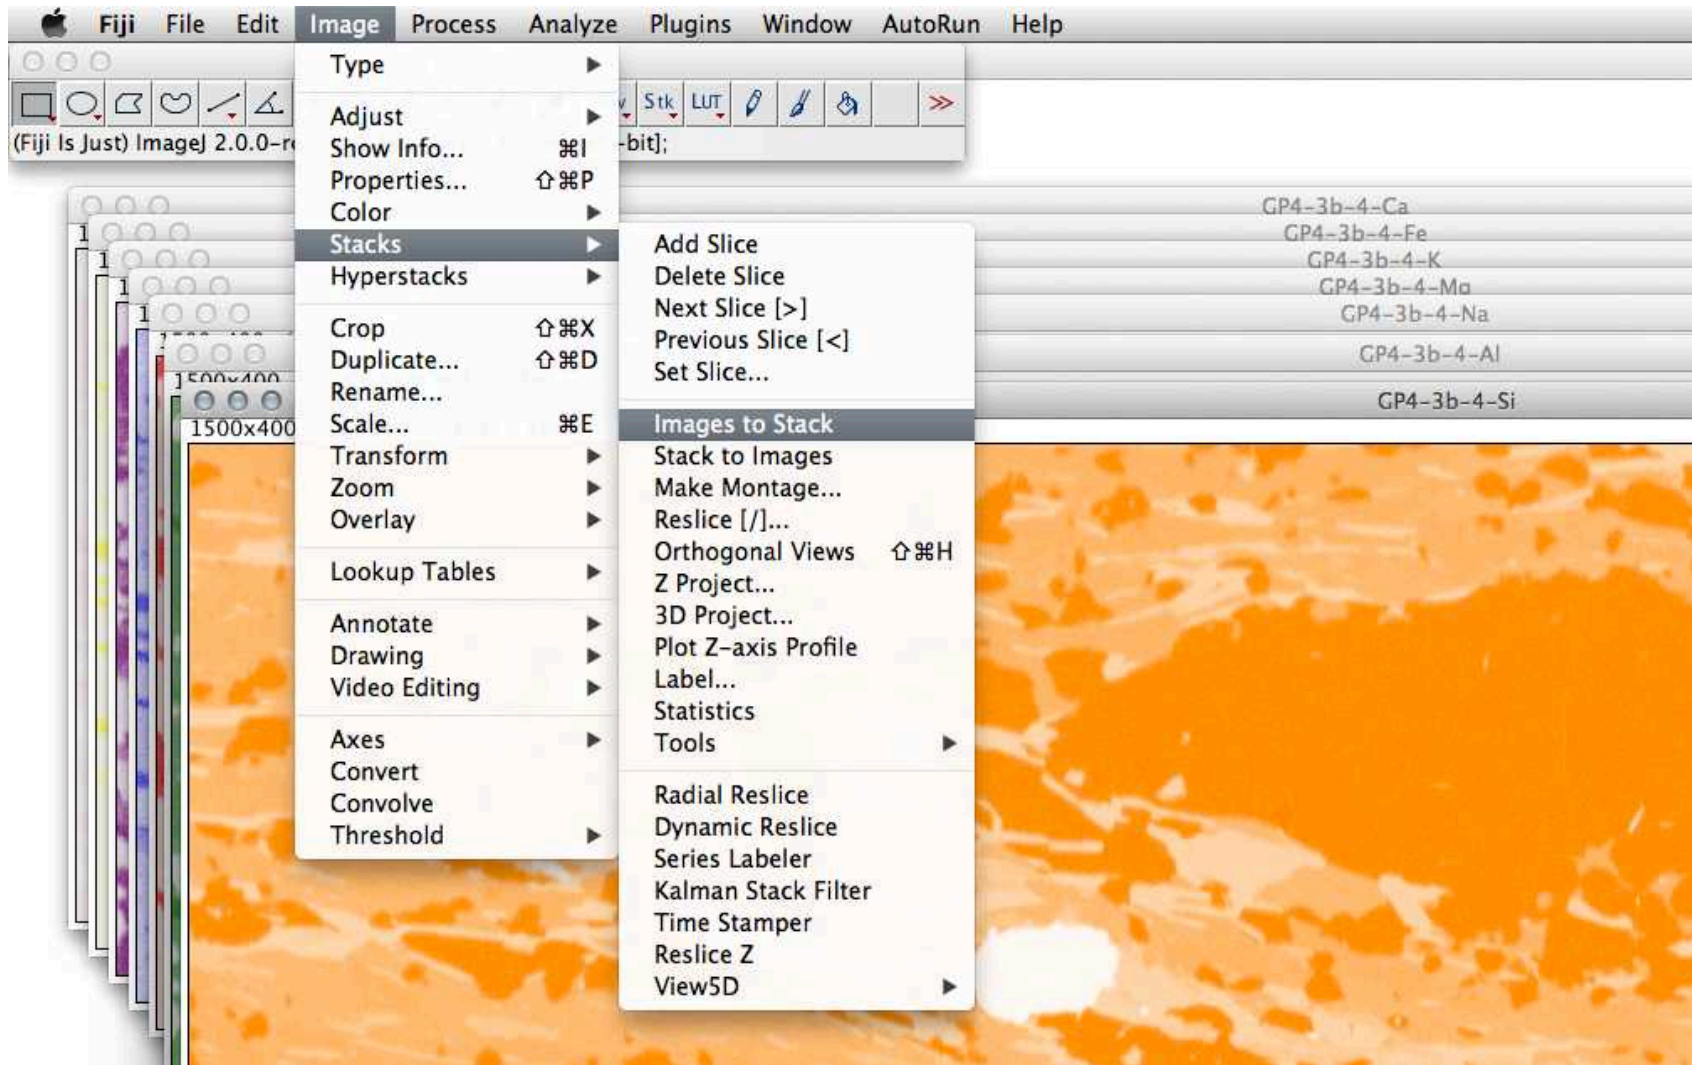 Fiji File Edit Image Process Analyze Plugins Window AutoRun Help
Stk LUT >>
(Fiji Is Just) ImageJ 2.0.0-r
-bit];
Type
Adjust
Show Info... ⌘I
Properties... ⇧⌘P
Color
Stacks
Hyperstacks
Crop ⇧⌘X
Duplicate... ⇧⌘D
Rename...
Scale... ⌘E
Transform
Zoom
Overlay
Lookup Tables
Annotate
Drawing
Video Editing
Axes
Convert
Convolve
Threshold
Add Slice
Delete Slice
Next Slice [>]
Previous Slice [<]
Set Slice...
Images to Stack
Stack to Images
Make Montage...
Reslice [/]...
Orthogonal Views ⇧⌘H
Z Project...
3D Project...
Plot Z-axis Profile
Label...
Statistics
Tools
Radial Reslice
Dynamic Reslice
Series Labeler
Kalman Stack Filter
Time Stamper
Reslice Z
View5D
GP4-3b-4-Ca
GP4-3b-4-Fe
GP4-3b-4-K
GP4-3b-4-Mg
GP4-3b-4-Na
GP4-3b-4-Al
GP4-3b-4-Si
1500x400
1500x400